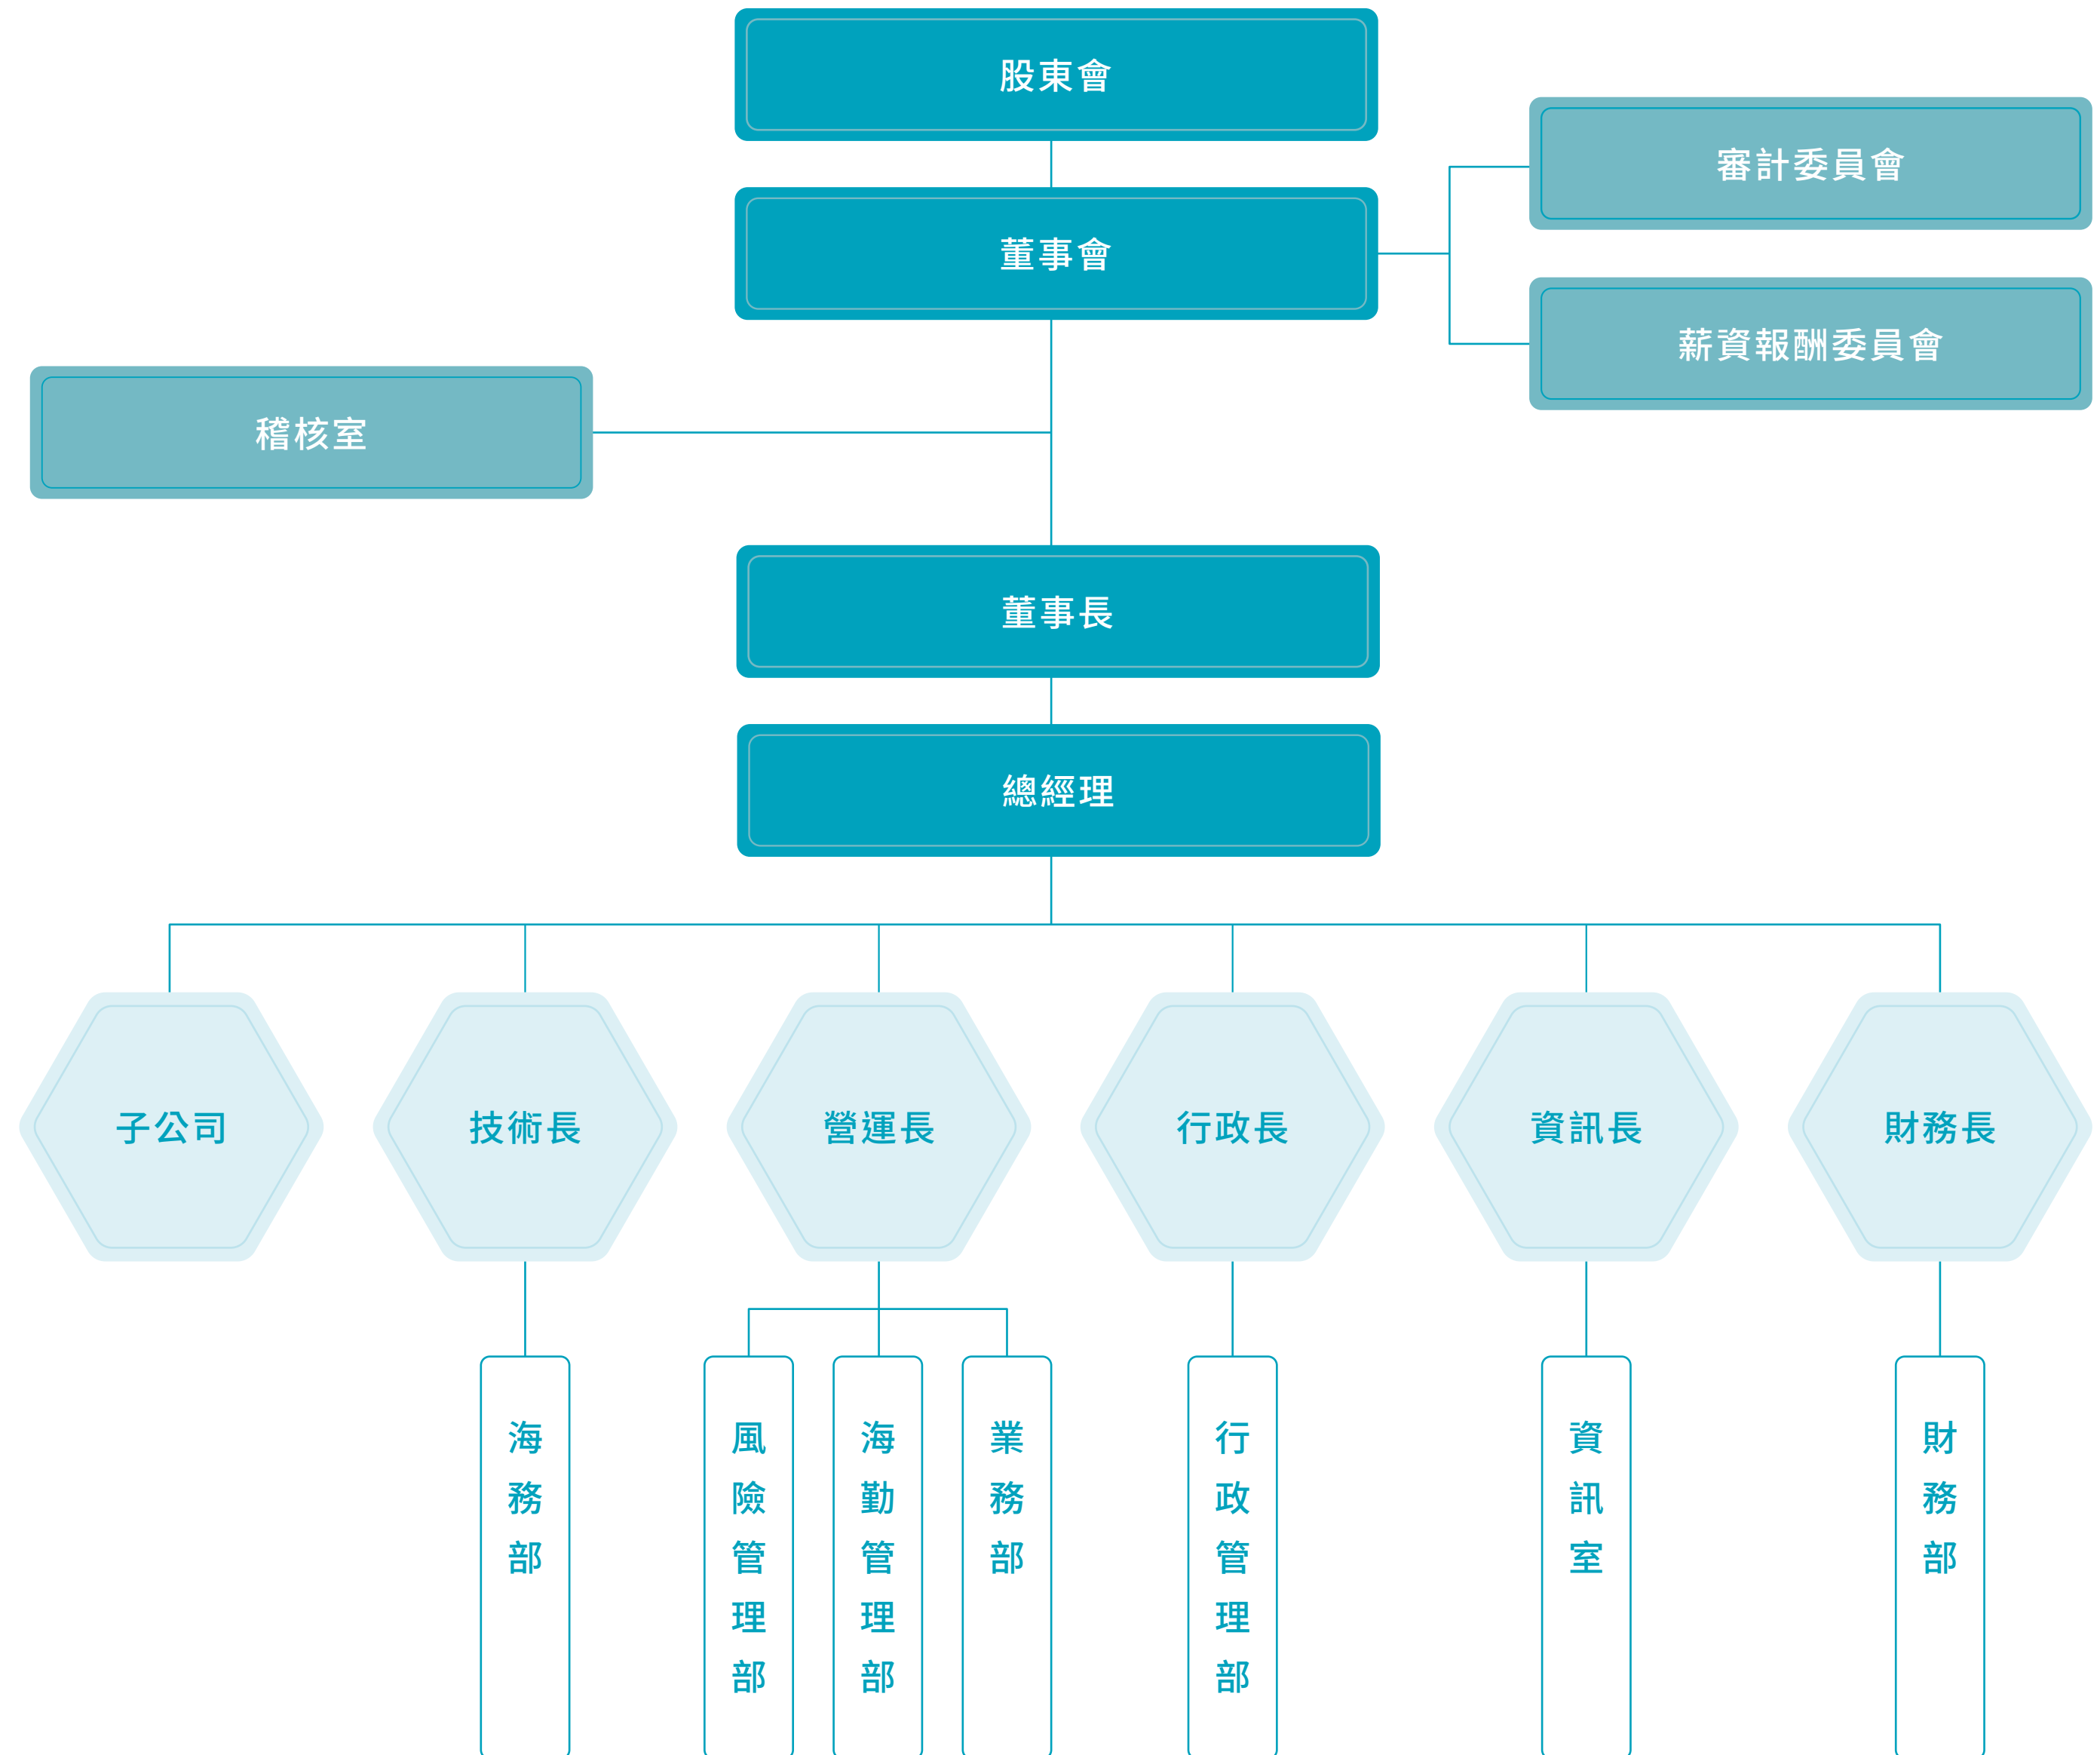 股東會
審計委員會
董事會
薪資報酬委員會
稽核室
董事長
總經理
子公司
技術長
營運長
行政長
資訊長
財務長
海務部
風險管理部
海勤管理部
業務部
行政管理部
資訊室
財務部